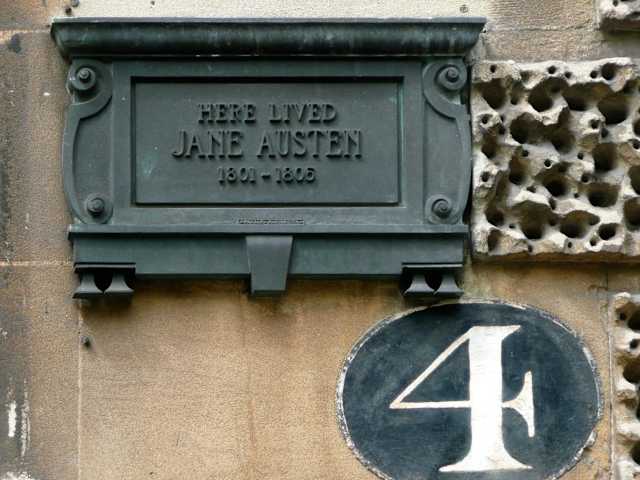 HERE LIVED
JANE AUSTEN
1801 - 1805
4